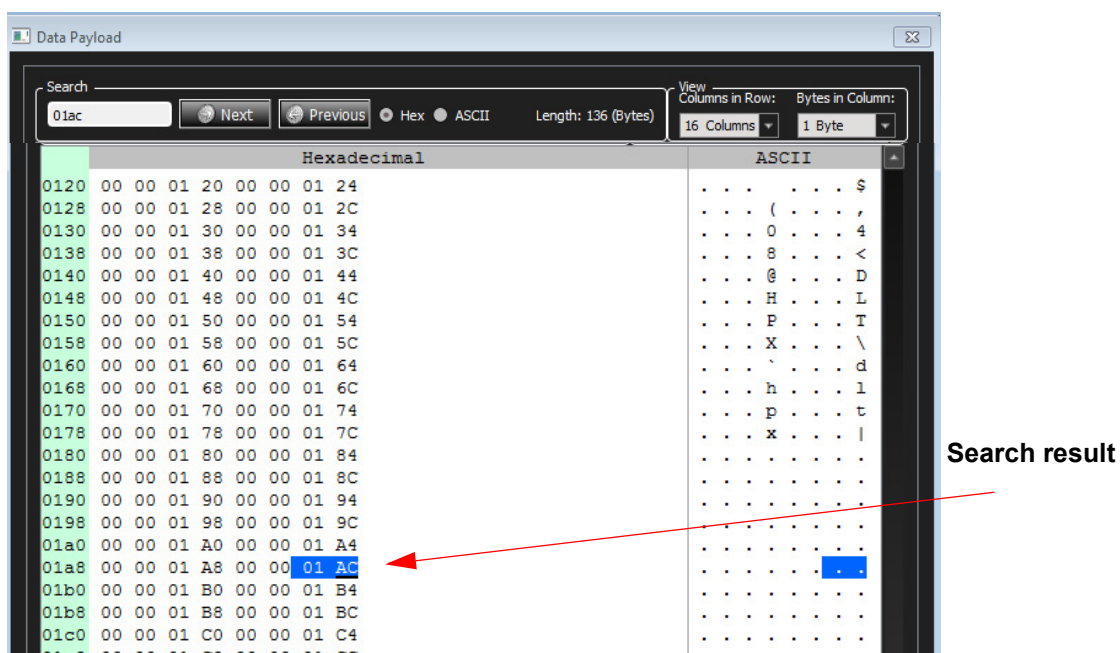 Data Payload
Search
View
Columns in Row: Bytes in Column:
01ac Next Previous Hex ASCII Length: 136 (Bytes)
16 Columns 1 Byte
Hexadecimal ASCII
0120 00 00 01 20 00 00 01 24 . . .   . . . $
0128 00 00 01 28 00 00 01 2C . . . ( . . . ,
0130 00 00 01 30 00 00 01 34 . . . 0 . . . 4
0138 00 00 01 38 00 00 01 3C . . . 8 . . . <
0140 00 00 01 40 00 00 01 44 . . . @ . . . D
0148 00 00 01 48 00 00 01 4C . . . H . . . L
0150 00 00 01 50 00 00 01 54 . . . P . . . T
0158 00 00 01 58 00 00 01 5C . . . X . . . \
0160 00 00 01 60 00 00 01 64 . . . ` . . . d
0168 00 00 01 68 00 00 01 6C . . . h . . . l
0170 00 00 01 70 00 00 01 74 . . . p . . . t
0178 00 00 01 78 00 00 01 7C . . . x . . . |
0180 00 00 01 80 00 00 01 84 . . . . . . . .
0188 00 00 01 88 00 00 01 8C . . . . . . . .
Search result
0190 00 00 01 90 00 00 01 94 . . . . . . . .
0198 00 00 01 98 00 00 01 9C . . . . . . . .
01a0 00 00 01 A0 00 00 01 A4 . . . . . . . .
01a8 00 00 01 A8 00 00 01 AC . . . . . . . .
01b0 00 00 01 B0 00 00 01 B4 . . . . . . . .
01b8 00 00 01 B8 00 00 01 BC . . . . . . . .
01c0 00 00 01 C0 00 00 01 C4 . . . . . . . .